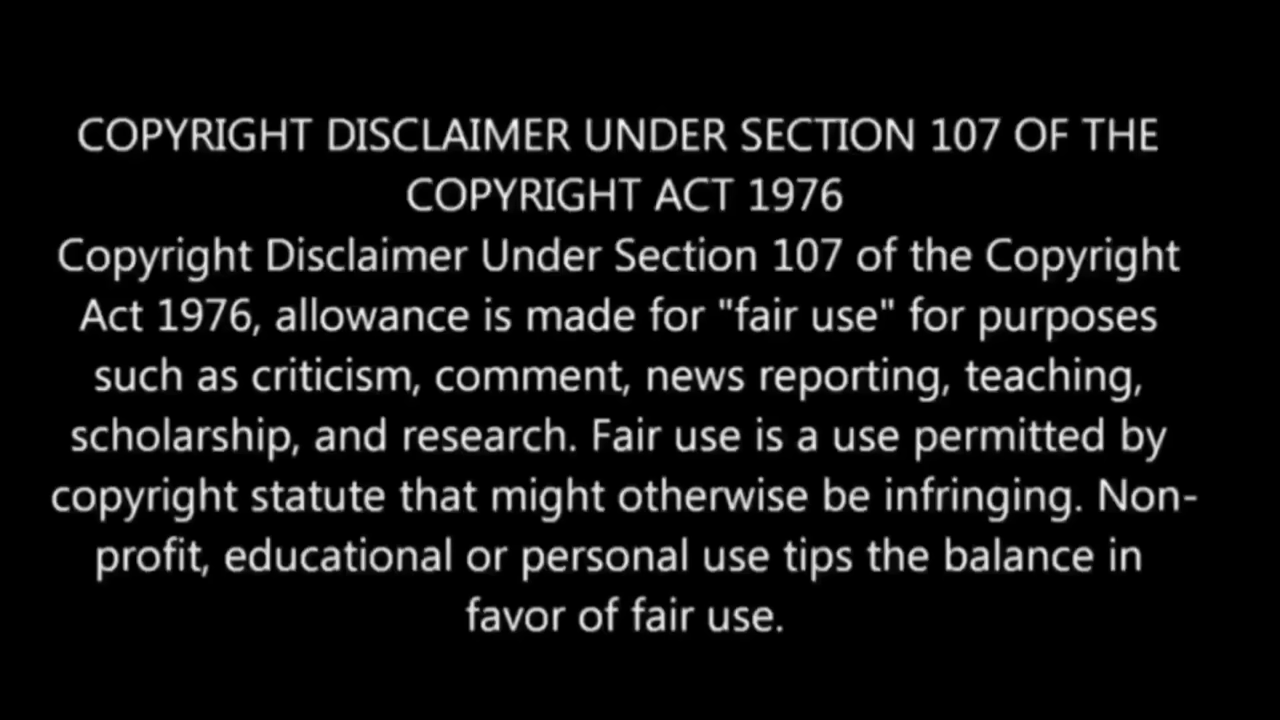 COPYRIGHT DISCLAIMER UNDER SECTION 107 OF THE
COPYRIGHT ACT 1976
Copyright Disclaimer Under Section 107 of the Copyright
Act 1976, allowance is made for "fair use" for purposes
such as criticism, comment, news reporting, teaching,
scholarship, and research. Fair use is a use permitted by
copyright statute that might otherwise be infringing. Non-
profit, educational or personal use tips the balance in
favor of fair use.